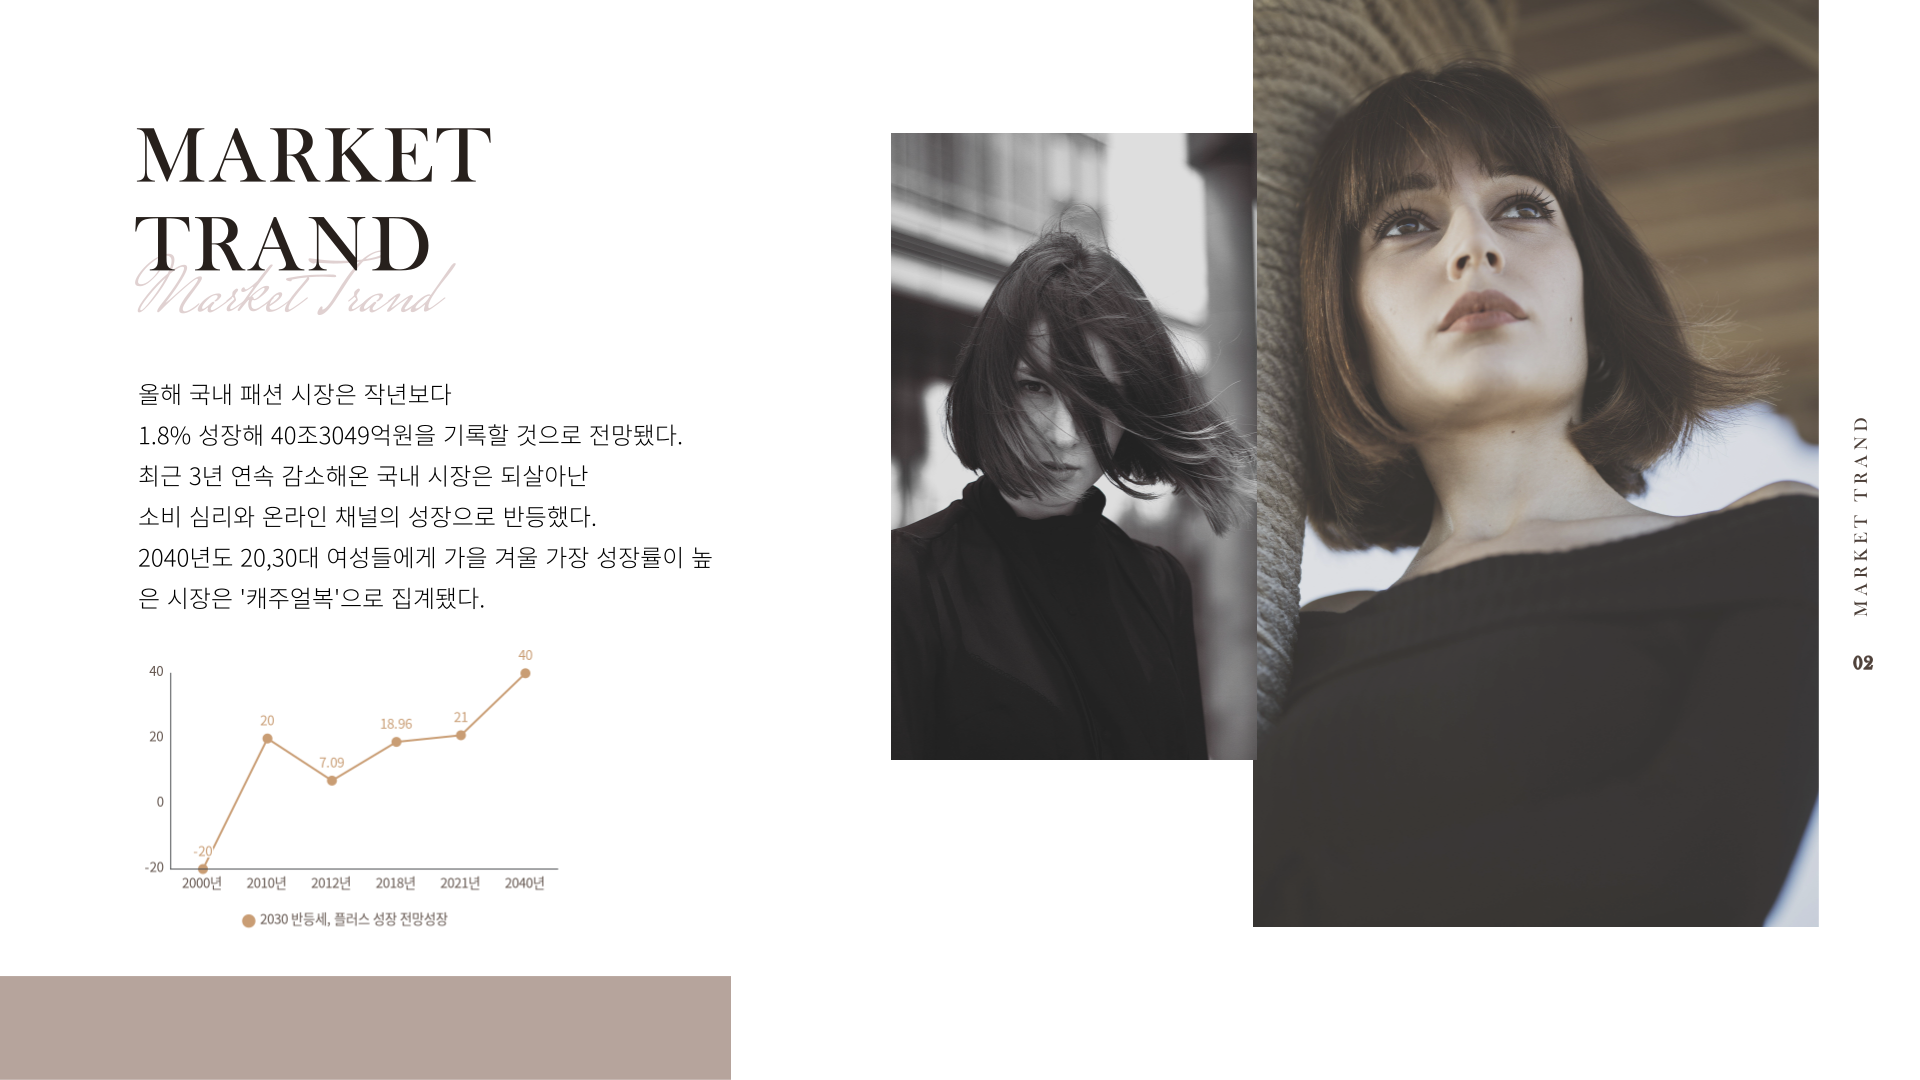 MARKET
TRAND
Market Trand
올해 국내 패션 시장은 작년보다
1.8% 성장해 40조3049억원을 기록할 것으로 전망됐다.
최근 3년 연속 감소해온 국내 시장은 되살아난
소비 심리와 온라인 채널의 성장으로 반등했다.
2040년도 20,30대 여성들에게 가을 겨울 가장 성장률이 높
은 시장은 '캐주얼복'으로 집계됐다.
40
20
0
-20
-20
20
7.09
18.96
21
40
2000년 2010년 2012년 2018년 2021년 2040년
2030 반등세, 플러스 성장 전망성장
MARKET TRAND
02